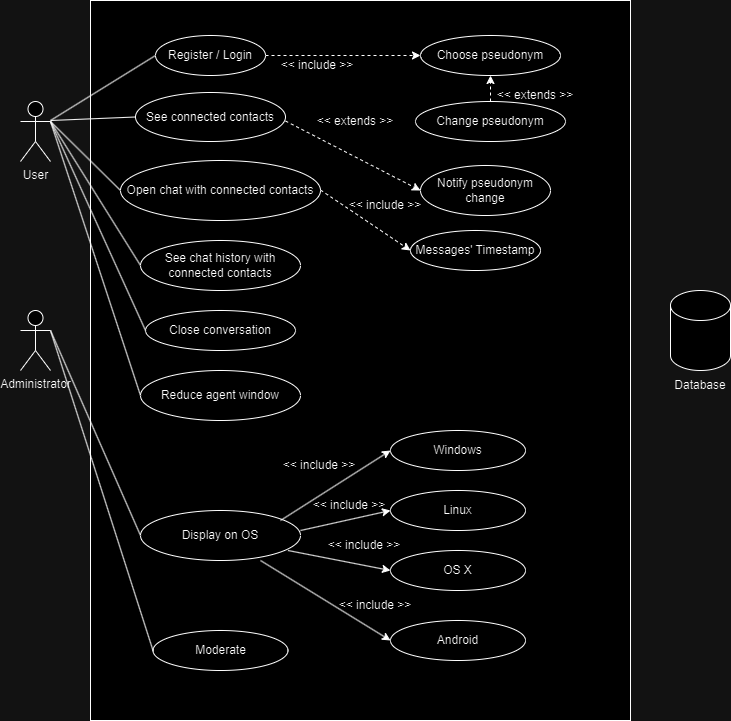 Register / Login
<< include >>
Choose pseudonym
<< extends >>
See connected contacts
<< extends >>
Change pseudonym
User
Open chat with connected contacts
<< include >>
Notify pseudonym
change
See chat history with
connected contacts
Messages' Timestamp
Close conversation
Administrator
Database
Reduce agent window
<< include >>
Windows
<< include >>
Linux
Display on OS
<< include >>
OS X
<< include >>
Android
Moderate